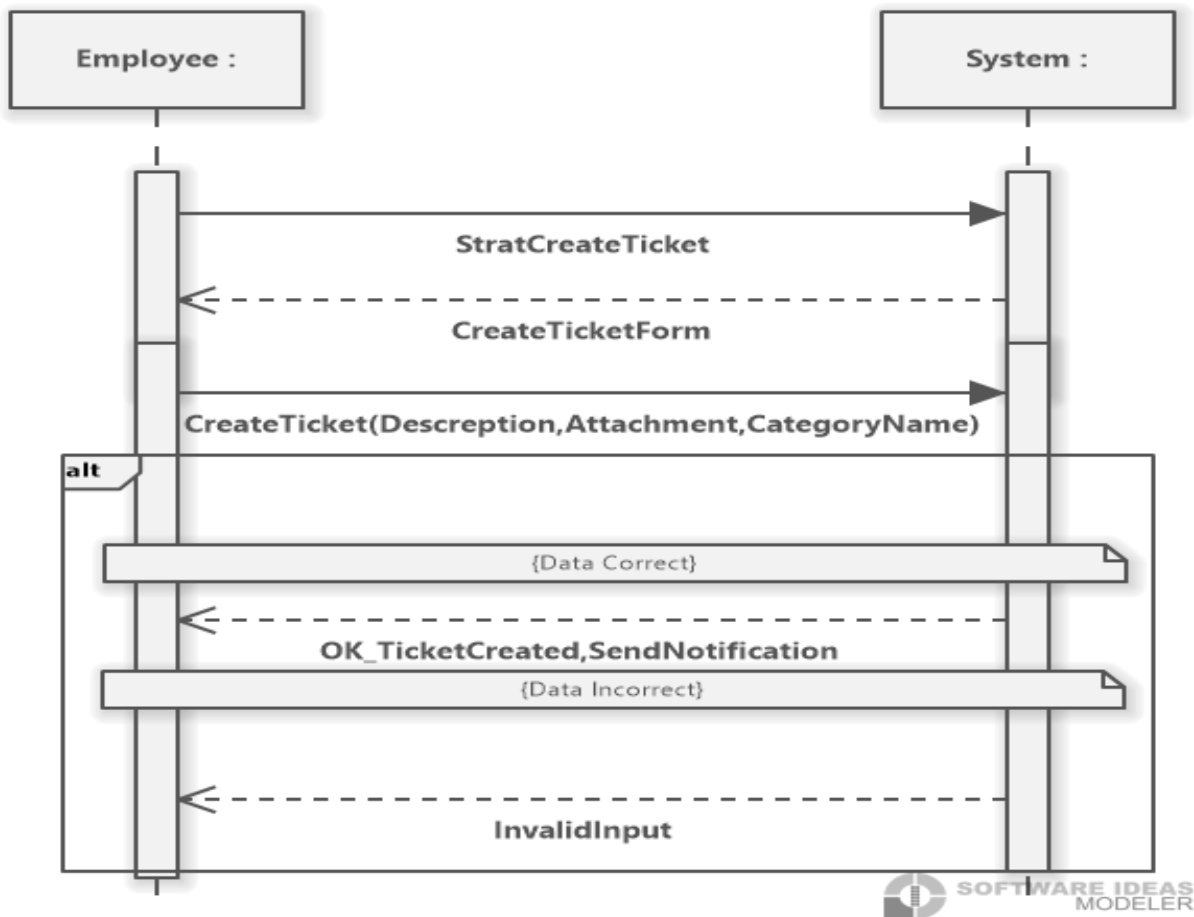 Employee :
System :
StratCreateTicket
CreateTicketForm
CreateTicket(Descreption,Attachment,CategoryName)
alt
{Data Correct}
OK_TicketCreated,SendNotification
{Data Incorrect}
InvalidInput
SOFTWARE IDEAS
MODELER